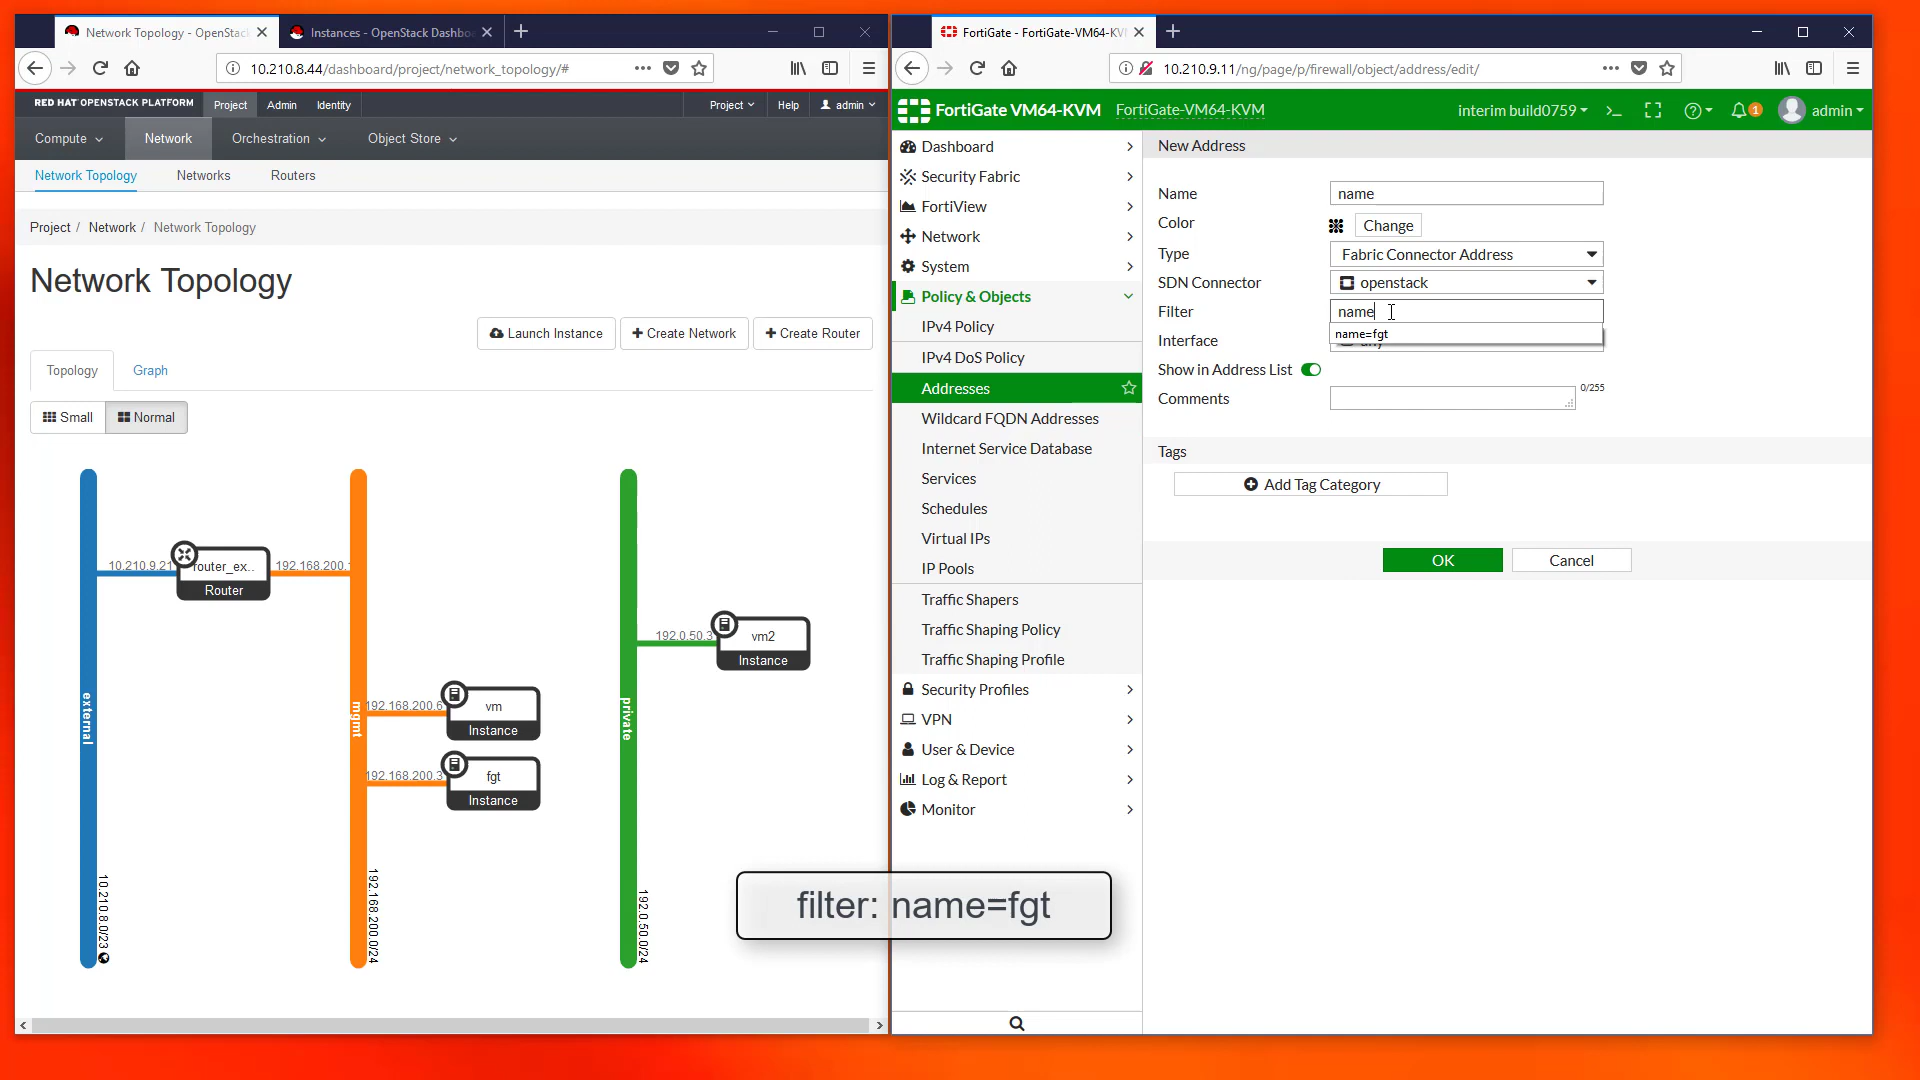 Network Topology - OpenStac
Instances - OpenStack Dashbo
10.210.8.44/dashboard/project/network_topology/#
RED HAT OPENSTACK PLATFORM
Project
Admin
Identity
Project
Help
admin
Compute
Network
Orchestration
Object Store
Network Topology
Networks
Routers
Project / Network / Network Topology
Network Topology
Launch Instance
Create Network
Create Router
Topology
Graph
Small
Normal
external
10.210.8.0/23
10.210.9.21
router_ex..
Router
192.168.200.
mgmt
192.168.200.0/24
192.168.200.6
vm
Instance
192.168.200.3
fgt
Instance
private
192.0.50.0/24
192.0.50.3
vm2
Instance
filter: name=fgt
FortiGate - FortiGate-VM64-KV
10.210.9.11/ng/page/p/firewall/object/address/edit/
FortiGate VM64-KVM
FortiGate-VM64-KVM
interim build0759
1
admin
Dashboard
Security Fabric
FortiView
Network
System
Policy & Objects
IPv4 Policy
IPv4 DoS Policy
Addresses
Wildcard FQDN Addresses
Internet Service Database
Services
Schedules
Virtual IPs
IP Pools
Traffic Shapers
Traffic Shaping Policy
Traffic Shaping Profile
Security Profiles
VPN
User & Device
Log & Report
Monitor
New Address
Name
name
Color
Change
Type
Fabric Connector Address
SDN Connector
openstack
Filter
name
name=fgt
Interface
Show in Address List
Comments
0/255
Tags
Add Tag Category
OK
Cancel